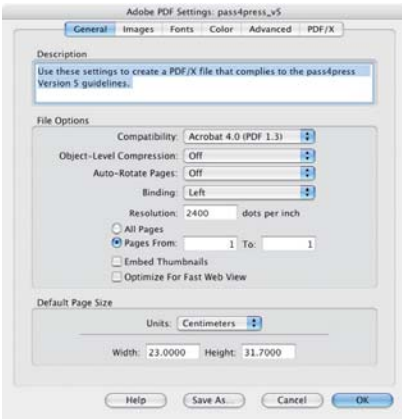 Adobe PDF Settings: pass4press_v5
General Images Fonts Color Advanced PDF/X
Description
Use these settings to create a PDF/X file that complies to the pass4press
Version 5 guidelines.
File Options
Compatibility: Acrobat 4.0 (PDF 1.3)
Object-Level Compression: Off
Auto-Rotate Pages: Off
Binding: Left
Resolution: 2400 dots per inch
All Pages
Pages From: 1 To: 1
Embed Thumbnails
Optimize For Fast Web View
Default Page Size
Units: Centimeters
Width: 23.0000 Height: 31.7000
Help Save As... Cancel OK